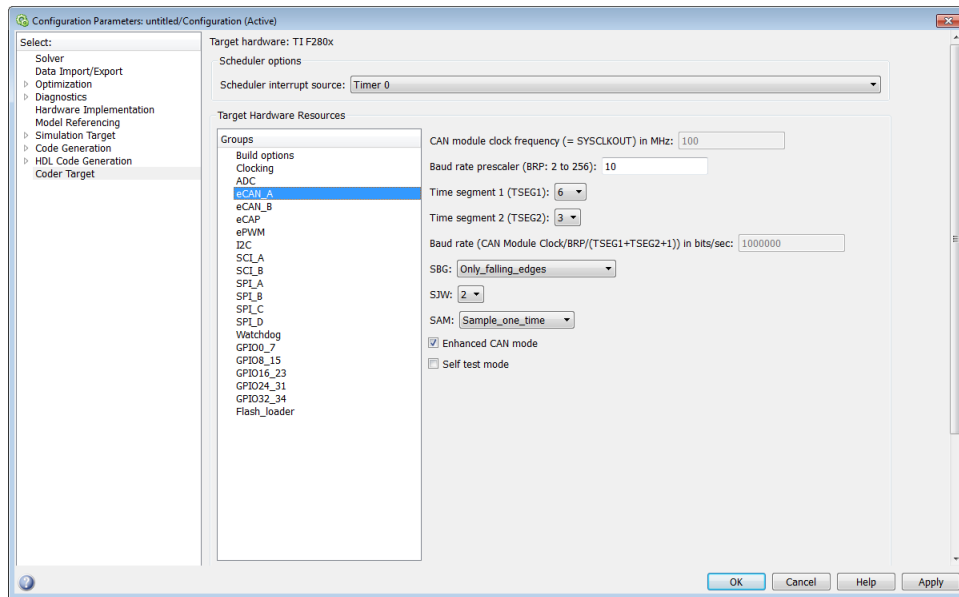 Configuration Parameters: untitled/Configuration (Active)
Select:
Solver
Data Import/Export
Optimization
Diagnostics
Hardware Implementation
Model Referencing
Simulation Target
Code Generation
HDL Code Generation
Coder Target
Target hardware: TI F280x
Scheduler options
Scheduler interrupt source: Timer 0
Target Hardware Resources
Groups
Build options
Clocking
ADC
eCAN_A
eCAN_B
eCAP
ePWM
I2C
SCI_A
SCI_B
SPI_A
SPI_B
SPI_C
SPI_D
Watchdog
GPIO0_7
GPIO8_15
GPIO16_23
GPIO24_31
GPIO32_34
Flash_loader
CAN module clock frequency (= SYSCLKOUT) in MHz: 100
Baud rate prescaler (BRP: 2 to 256): 10
Time segment 1 (TSEG1): 6
Time segment 2 (TSEG2): 3
Baud rate (CAN Module Clock/BRP/(TSEG1+TSEG2+1)) in bits/sec: 1000000
SBG: Only_falling_edges
SJW: 2
SAM: Sample_one_time
Enhanced CAN mode
Self test mode
? OK Cancel Help Apply